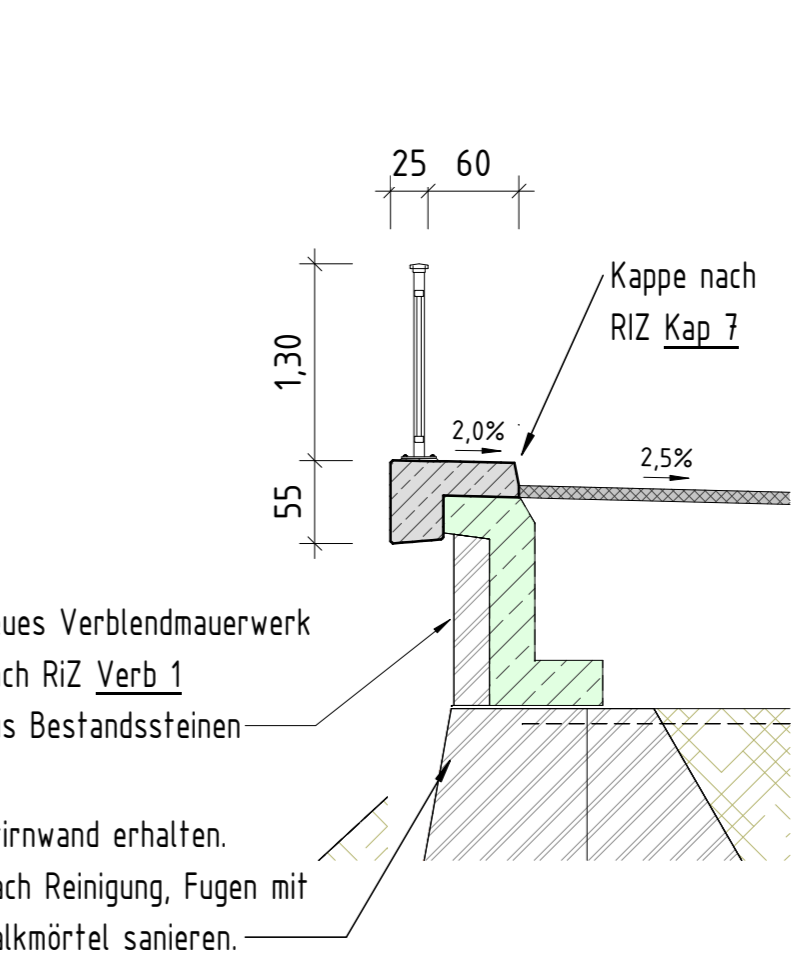 25 60
Kappe nach
RIZ Kap 7
1,30
2,0%
2,5%
55
ues Verblendmauerwerk
ch RiZ Verb 1
s Bestandssteinen
irnwand erhalten.
ach Reinigung, Fugen mit
alkmörtel sanieren.